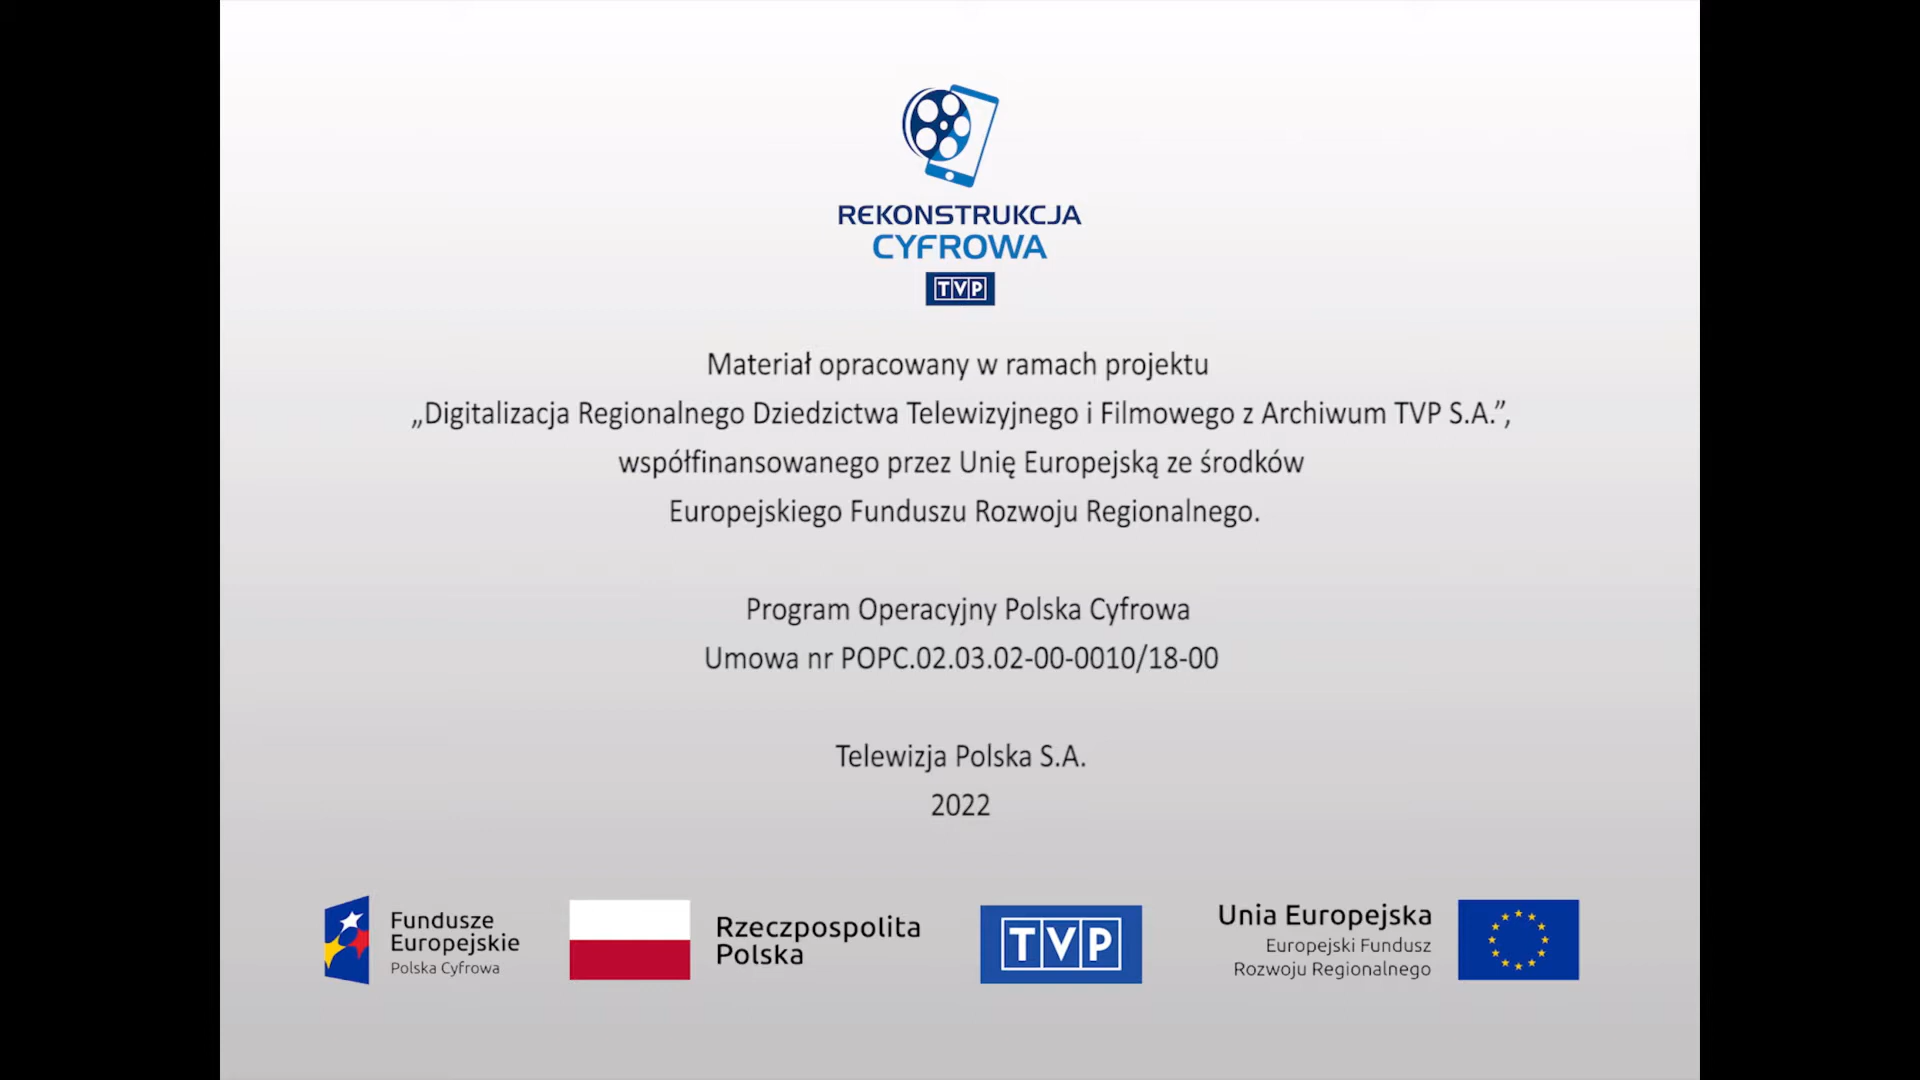 REKONSTRUKCJA
CYFROWA
TVP
Materiał opracowany w ramach projektu
„Digitalizacja Regionalnego Dziedzictwa Telewizyjnego i Filmowego z Archiwum TVP S.A.”,
współfinansowanego przez Unię Europejską ze środków
Europejskiego Funduszu Rozwoju Regionalnego.
Program Operacyjny Polska Cyfrowa
Umowa nr POPC.02.03.02-00-0010/18-00
Telewizja Polska S.A.
2022
Fundusze
Europejskie
Polska Cyfrowa
Rzeczpospolita
Polska
TVP
Unia Europejska
Europejski Fundusz
Rozwoju Regionalnego